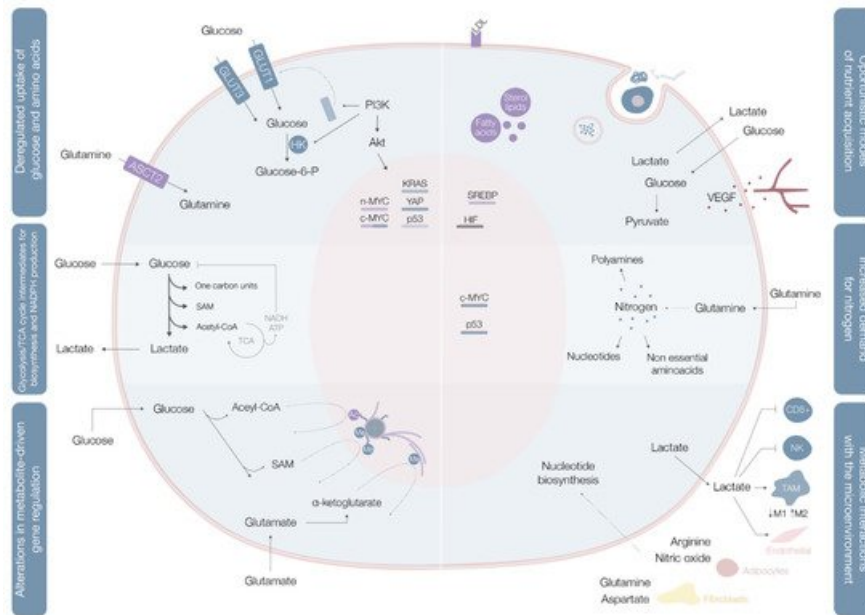 Deregulated uptake of
glucose and amino acids
Glucose
GLUT1
GLUT3
Glucose
HK
Glucose-6-P
PI3K
Akt
Glutamine
ASCT2
Glutamine
KRAS
n-MYC
YAP
c-MYC
p53
LDL
Sterol
lipids
Fatty
acids
SREBP
HIF
of nutrient acquisition
Lactate
Glucose
Lactate
Glucose
Pyruvate
VEGF
Glycolysis/TCA cycle intermediates for
biosynthesis and NADPH production
Glucose
Glucose
One carbon units
SAM
Acetyl-CoA
TCA
NADH
ATP
Lactate
Lactate
c-MYC
p53
Increased demand
for nitrogen
Polyamines
Nitrogen
Glutamine
Glutamine
Nucleotides
Non essential
aminoacids
Alterations in metabolite-driven
gene regulation
Glucose
Glucose
Aceyl-CoA
SAM
α-ketoglutarate
Glutamate
Glutamate
Metabolic interactions
with the microenvironment
Nucleotide
biosynthesis
Lactate
Lactate
CD8+
NK
TAM
↓M1 ↑M2
Endothelial
Arginine
Nitric oxide
Adipocytes
Glutamine
Aspartate
Fibroblasts